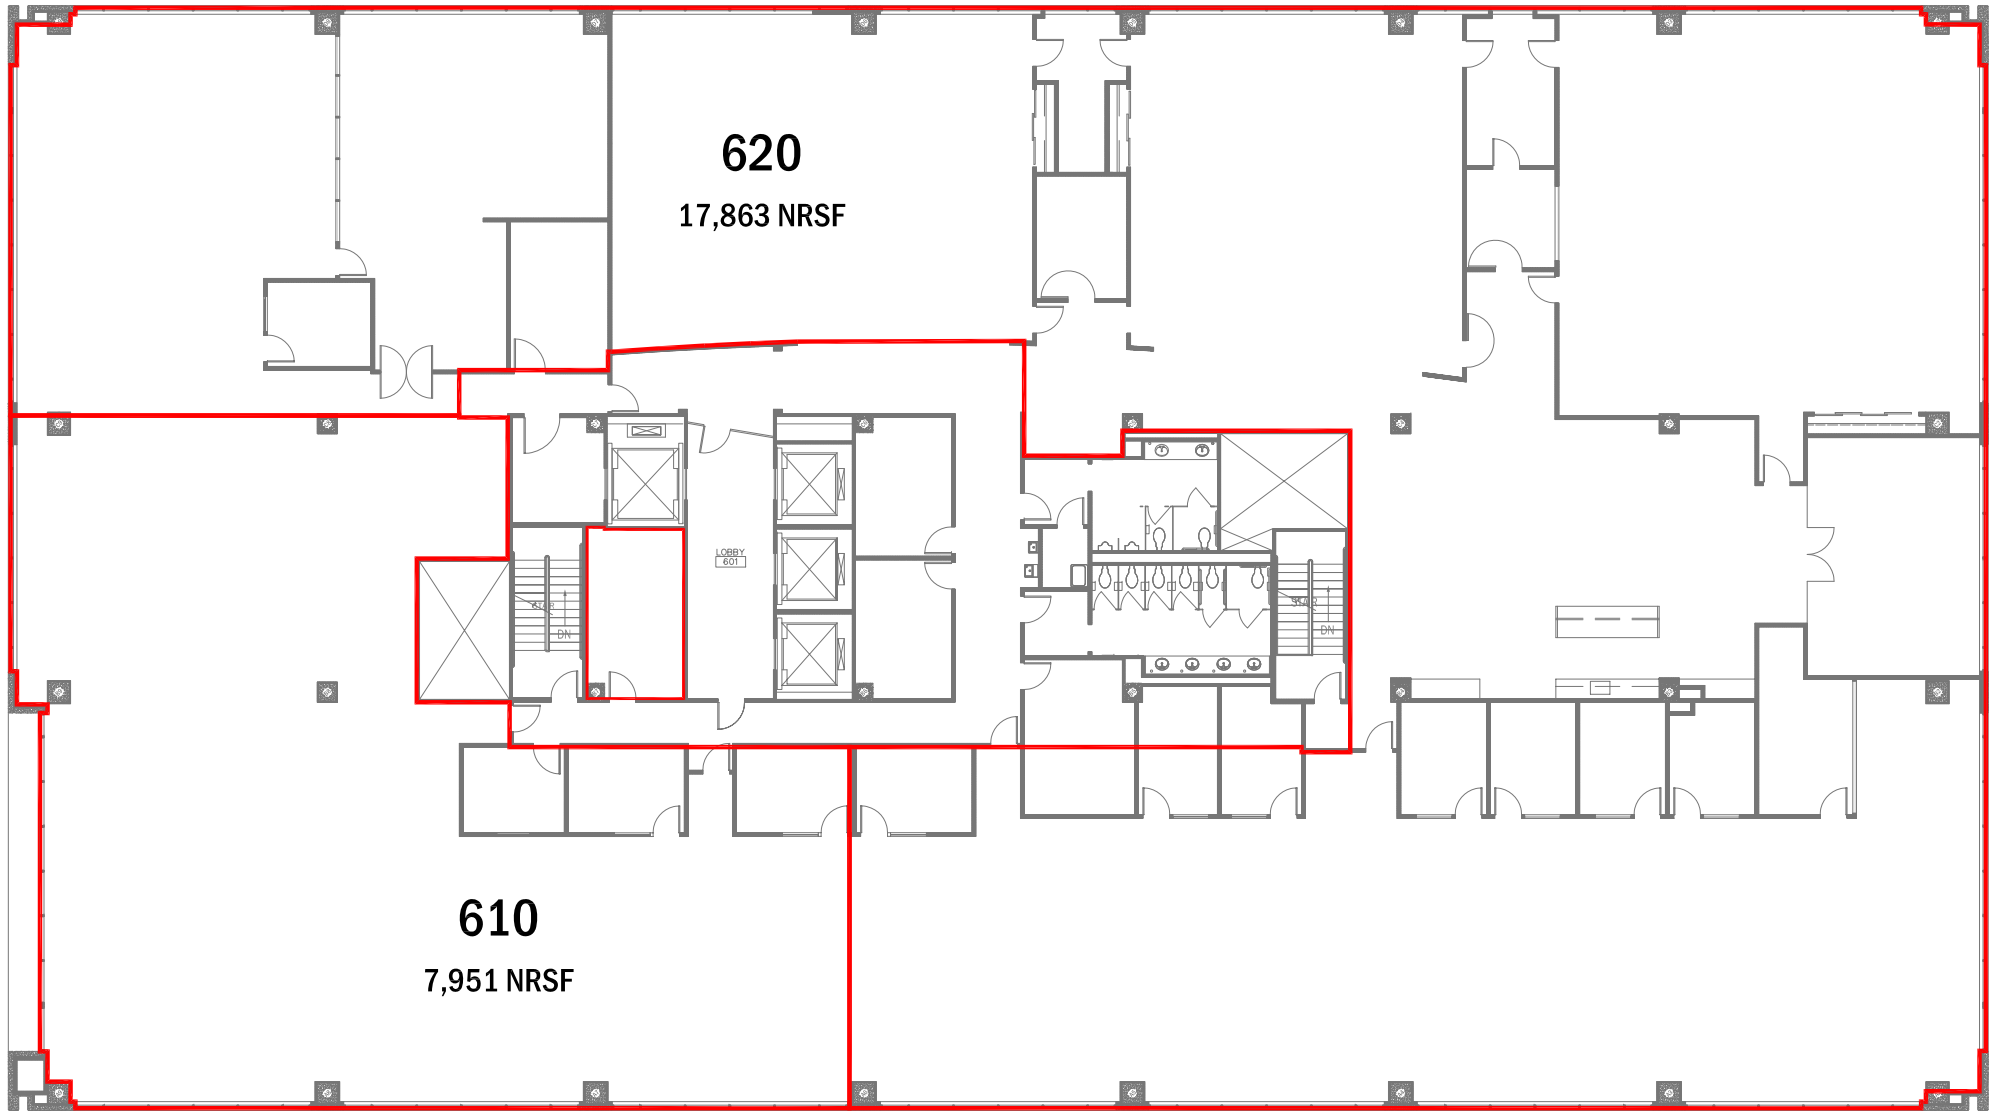 620
17,863 NRSF
LOBBY
601
STAIR
DN
STAIR
DN
610
7,951 NRSF